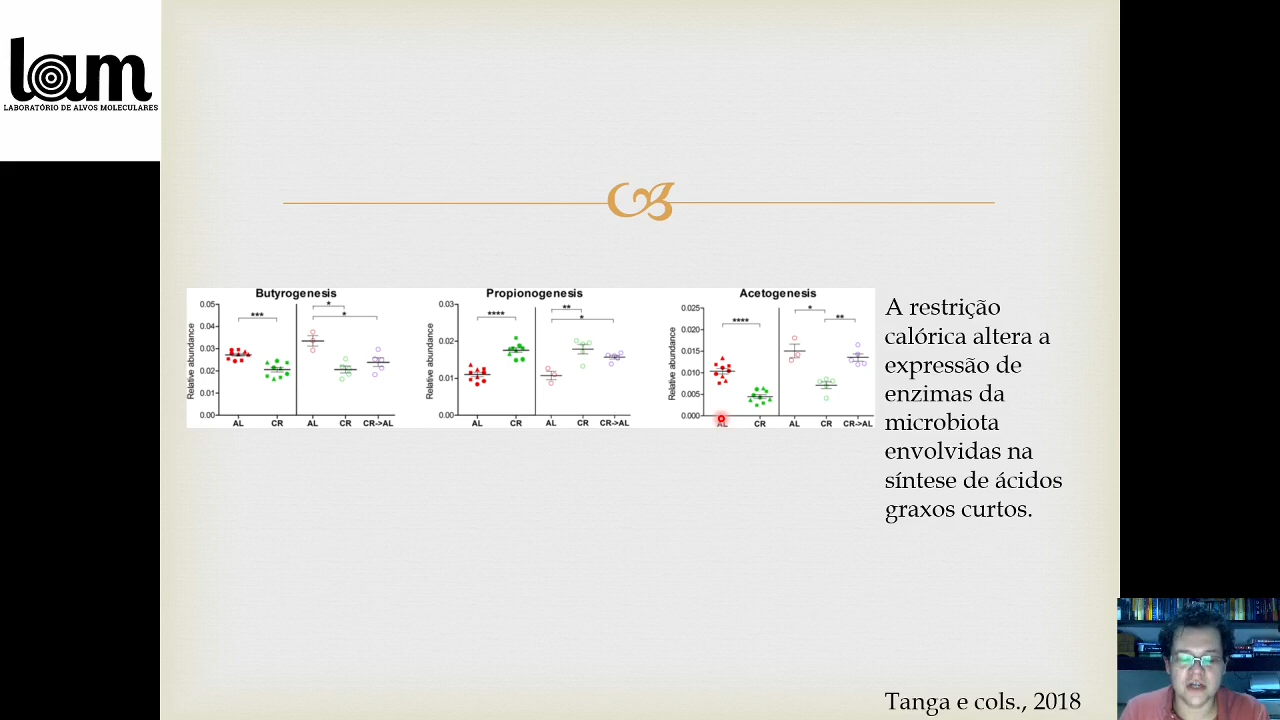 lam
LABORATÓRIO DE ALVOS MOLECULARES
Butyrogenesis
Relative abundance
0.05
0.04
0.03
0.02
0.01
0.00
***
*
*
AL CR AL CR CR->AL
Propionogenesis
Relative abundance
0.03
0.02
0.01
0.00
****
**
*
AL CR AL CR CR->AL
Acetogenesis
Relative abundance
0.025
0.020
0.015
0.010
0.005
0.000
****
*
**
AL CR AL CR CR->AL
A restrição
calórica altera a
expressão de
enzimas da
microbiota
envolvidas na
síntese de ácidos
graxos curtos.
Tanga e cols., 2018